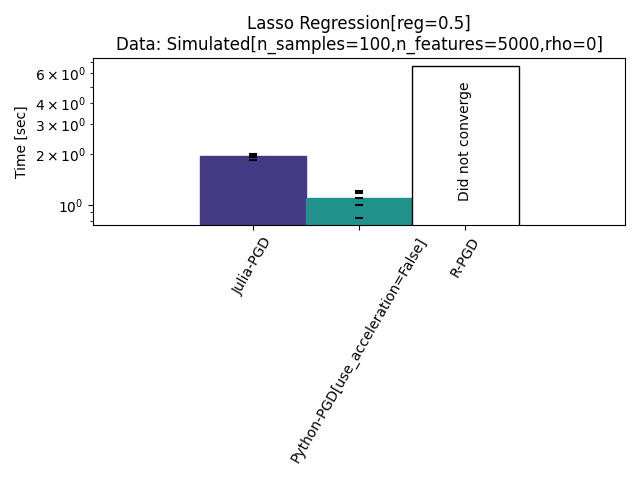 Lasso Regression[reg=0.5]
Data: Simulated[n_samples=100,n_features=5000,rho=0]
Time [sec]
6 × 10⁰
4 × 10⁰
3 × 10⁰
2 × 10⁰
10⁰
Did not converge
Julia-PGD
Python-PGD[use_acceleration=False]
R-PGD